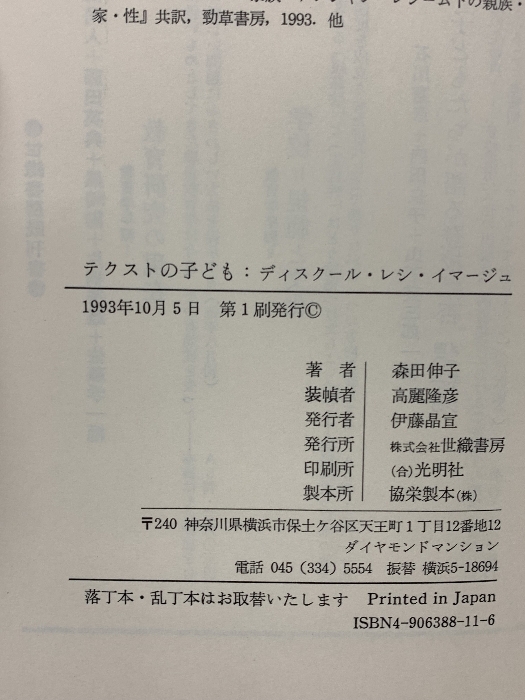 の親族・
家・性』共訳，勁草書房，1993．他
テクストの子ども：ディスクール・レシ・イマージュ
1993年10月5日　第1刷発行©
著　者　森田伸子
装幀者　高麗隆彦
発行者　伊藤晶宣
発行所　株式会社世織書房
印刷所　(合)光明社
製本所　協栄製本(株)
〒240 神奈川県横浜市保土ケ谷区天王町1丁目12番地12
ダイヤモンドマンション
電話 045（334）5554　振替 横浜5-18694
落丁本・乱丁本はお取替いたします　Printed in Japan
ISBN4-906388-11-6